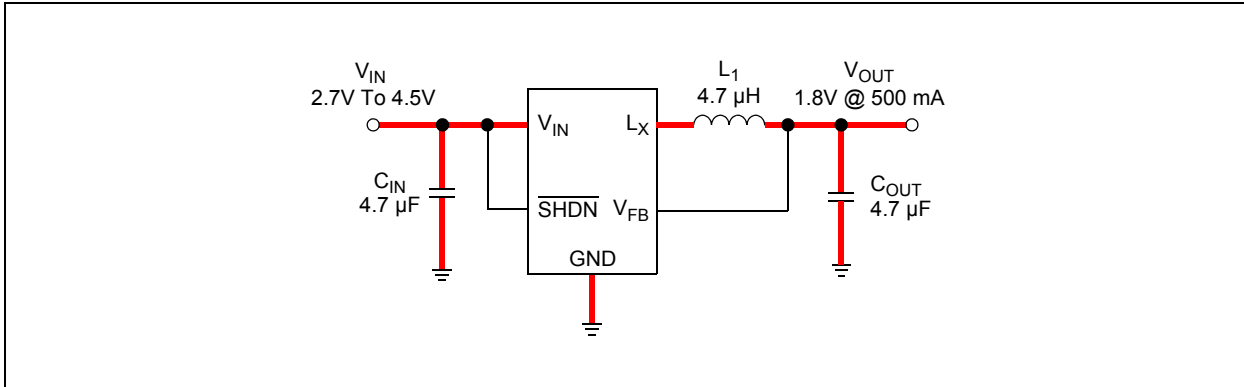 V_IN
2.7V To 4.5V
L_1
4.7 µH
V_OUT
1.8V @ 500 mA
V_IN
L_X
C_IN
4.7 µF
S̅H̅D̅N̅
V_FB
C_OUT
4.7 µF
GND